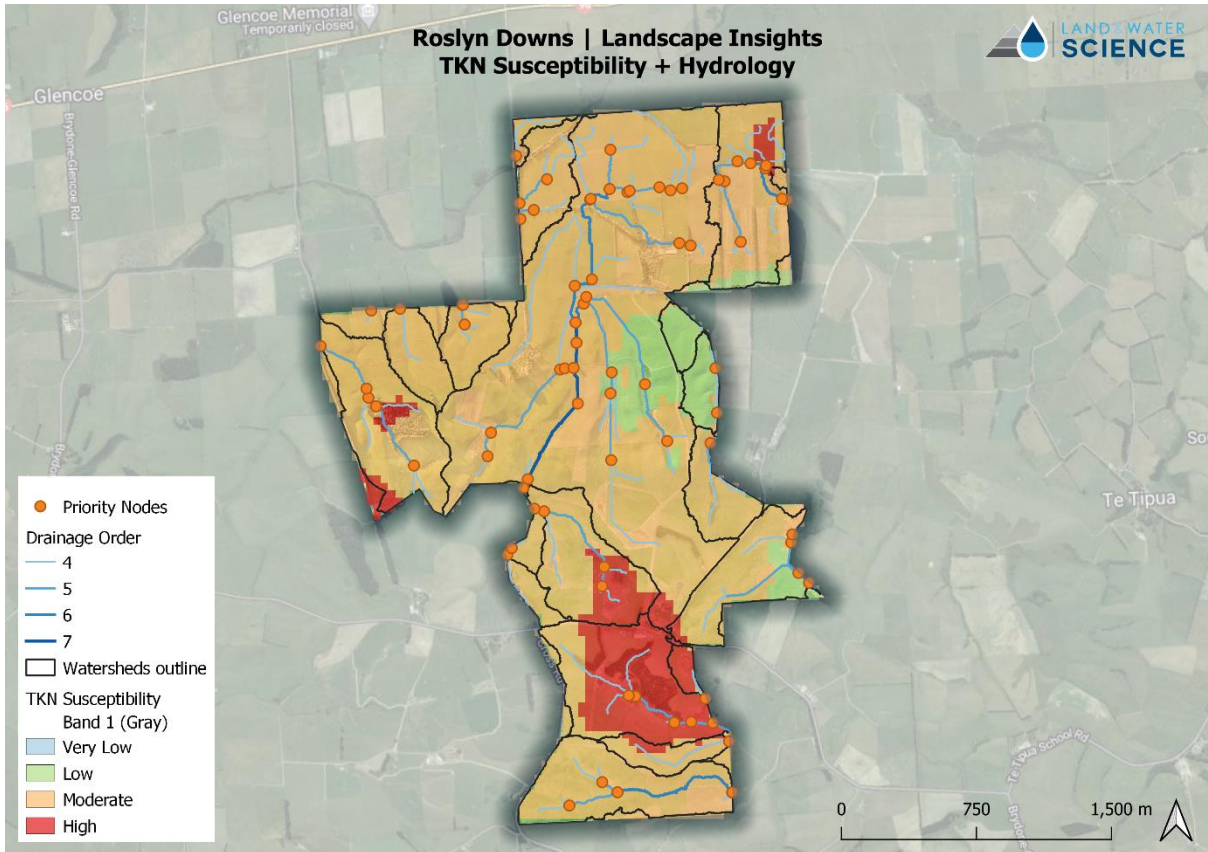 Glencoe Memorial
Temporarily closed
Roslyn Downs | Landscape Insights
TKN Susceptibility + Hydrology
LAND & WATER
SCIENCE
Glencoe
Brydone-Glencoe Rd
Te Tipua
Te Tipua School Rd
Priority Nodes
Drainage Order
4
5
6
7
Watersheds outline
TKN Susceptibility
Band 1 (Gray)
Very Low
Low
Moderate
High
0 750 1,500 m